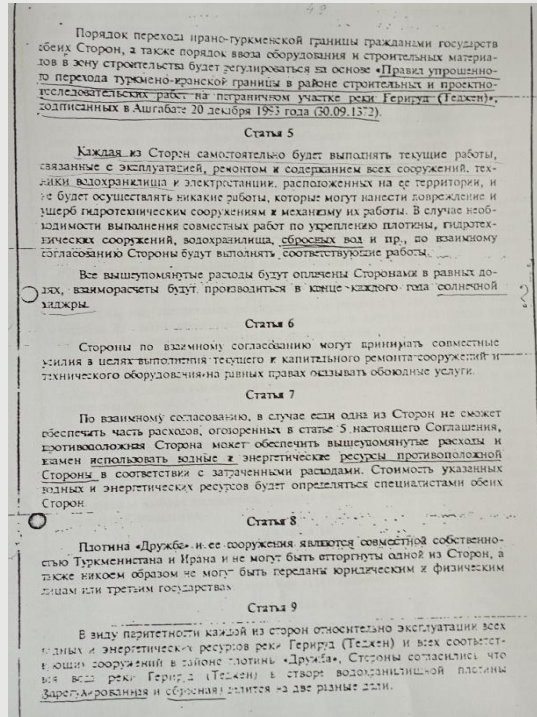 Порядок перехода ирано-туркменской границы гражданами государств
обеих Сторон, а также порядок ввоза оборудования и строительных материа-
лов в зону строительства будет регулироваться на основе «Правил упрощенно-
го перехода туркмено-иранской границы в районе строительных и проектно-
исследовательских работ на пограничном участке реки Герируд (Теджен)»,
подписанных в Ашгабате 20 декабря 1993 года (30.09.1372).
Статья 5
Каждая из Сторон самостоятельно будет выполнять текущие работы,
связанные с эксплуатацией, ремонтом и содержанием всех сооружений, тех-
ники водохранилища и электростанции, расположенных на ее территории, и
не будет осуществлять никакие работы, которые могут нанести повреждение и
ущерб гидротехническим сооружениям и механизму их работы. В случае необ-
ходимости выполнения совместных работ по укреплению плотины, гидротех-
нических сооружений, водохранилища, сбросных вод и пр., по взаимному
согласованию Стороны будут выполнять соответствующие работы.
Все вышеупомянутые расходы будут оплачены Сторонами в равных до-
лях, взаиморасчеты будут производиться в конце каждого года солнечной
хиджры.
Статья 6
Стороны по взаимному согласованию могут принимать совместные
усилия в целях выполнения текущего и капитального ремонта сооружений и
технического оборудования на равных правах оказывать обоюдные услуги.
Статья 7
По взаимному согласованию, в случае если одна из Сторон не сможет
обеспечить часть расходов, оговоренных в статье 5 настоящего Соглашения,
противоположная Сторона может обеспечить вышеупомянутые расходы и
взамен использовать водные и энергетические ресурсы противоположной
Стороны в соответствии с затраченными расходами. Стоимость указанных
водных и энергетических ресурсов будет определяться специалистами обеих
Сторон
Статья 8
Плотина «Дружба» и ее сооружения являются совместной собственно-
стью Туркменистана и Ирана и не могут быть отторгнуты одной из Сторон, а
также никоем образом не могут быть переданы юридическим и физическим
лицам или третьим государствам
Статья 9
В виду паритетности каждой из сторон относительно эксплуатации всех
водных и энергетических ресурсов реки Герируд (Теджен) и всех соответст-
вующих сооружений в районе плотины «Дружба», Стороны согласились что
вся вода реки Герируд (Теджен) в створе водохранилищной плотины
Зарегулированная и сбросная) делится на две равные доли.